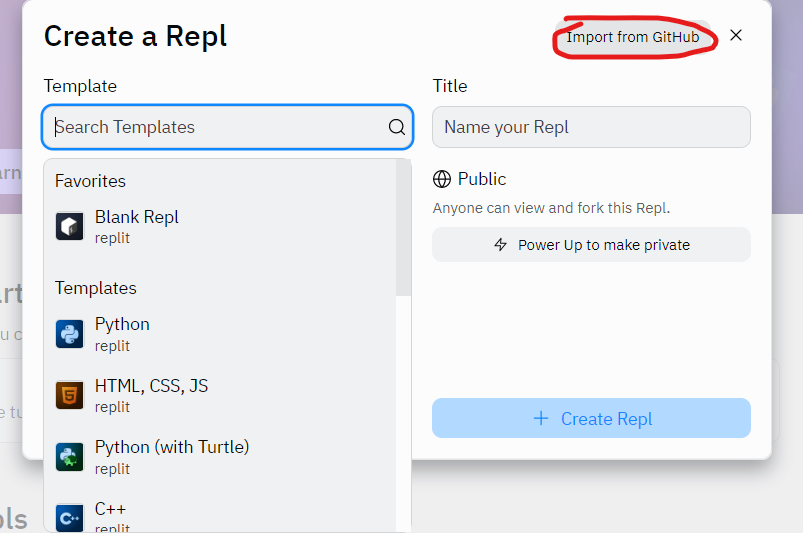 Create a Repl
Import from GitHub
Template
Search Templates
Favorites
Blank Repl
replit
Templates
Python
replit
HTML, CSS, JS
replit
Python (with Turtle)
replit
C++
replit
Title
Name your Repl
Public
Anyone can view and fork this Repl.
Power Up to make private
Create Repl